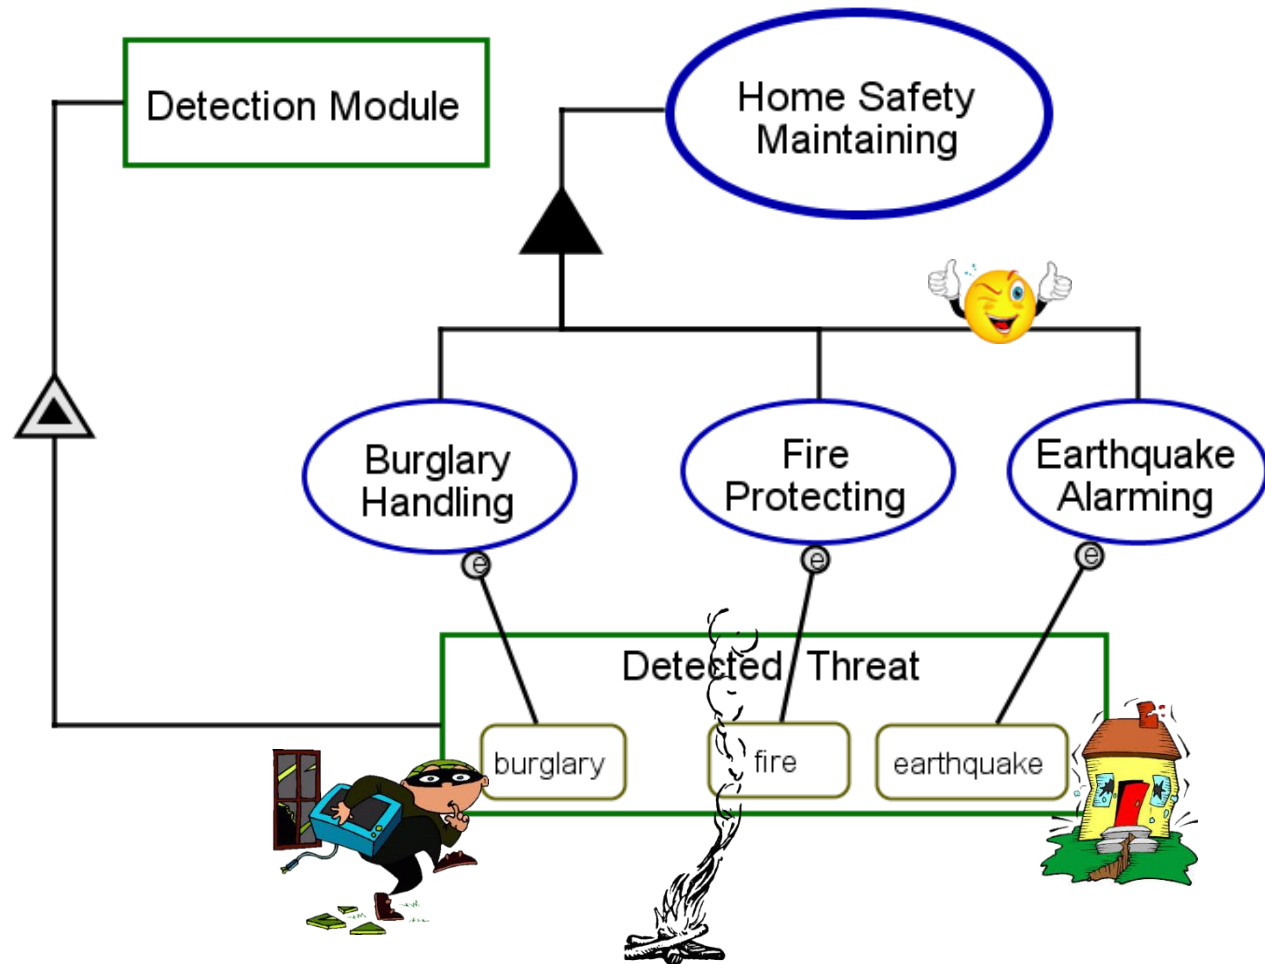 Detection Module
Home Safety
Maintaining
Burglary
Handling
Fire
Protecting
Earthquake
Alarming
e
e
e
Detected Threat
burglary
fire
earthquake